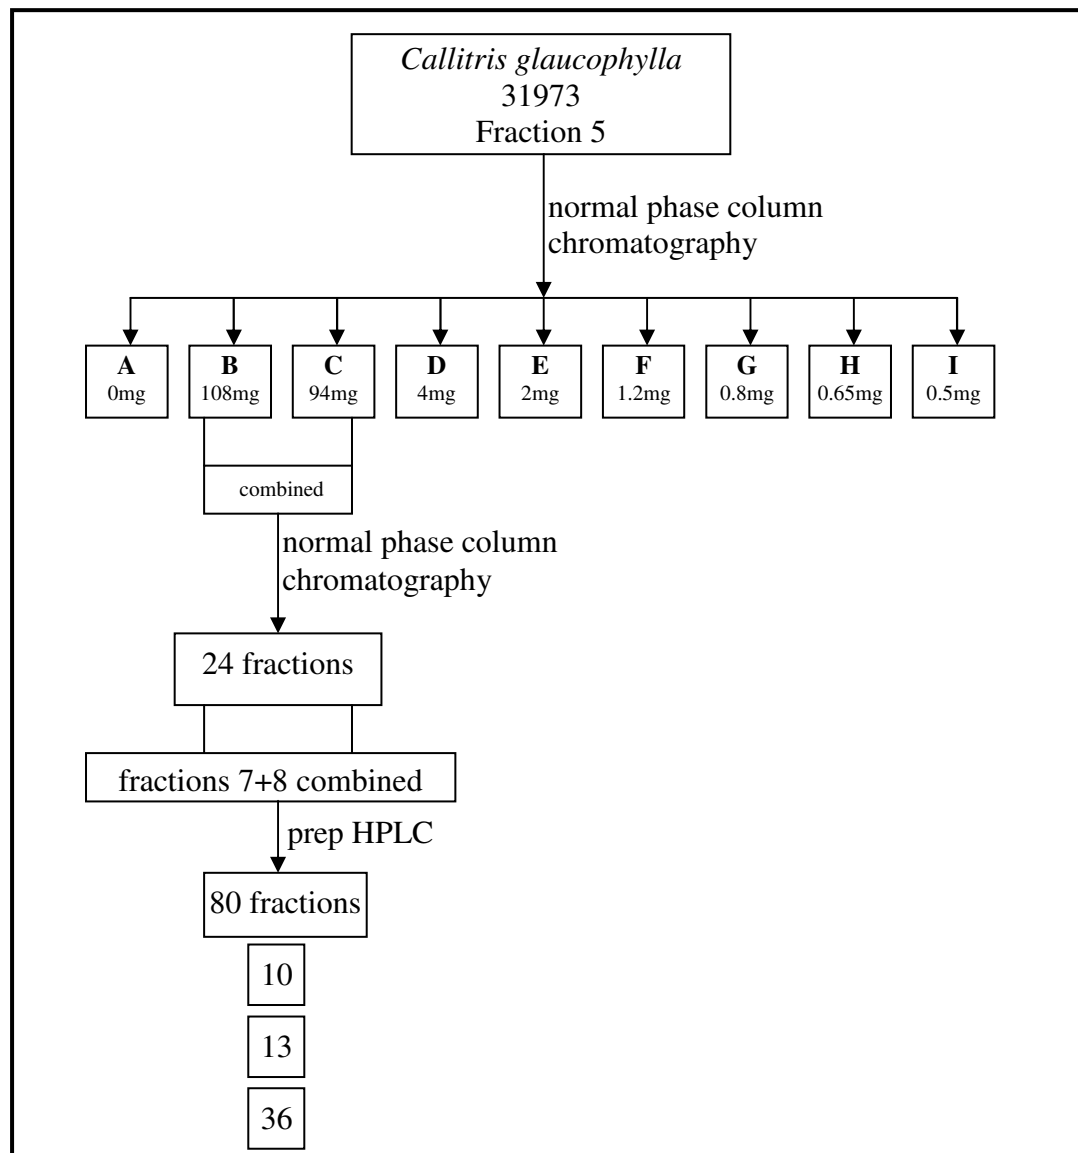 Callitris glaucophylla
31973
Fraction 5
normal phase column
chromatography
A B C D E F G H I
0mg 108mg 94mg 4mg 2mg 1.2mg 0.8mg 0.65mg 0.5mg
combined
normal phase column
chromatography
24 fractions
fractions 7+8 combined
prep HPLC
80 fractions
10
13
36